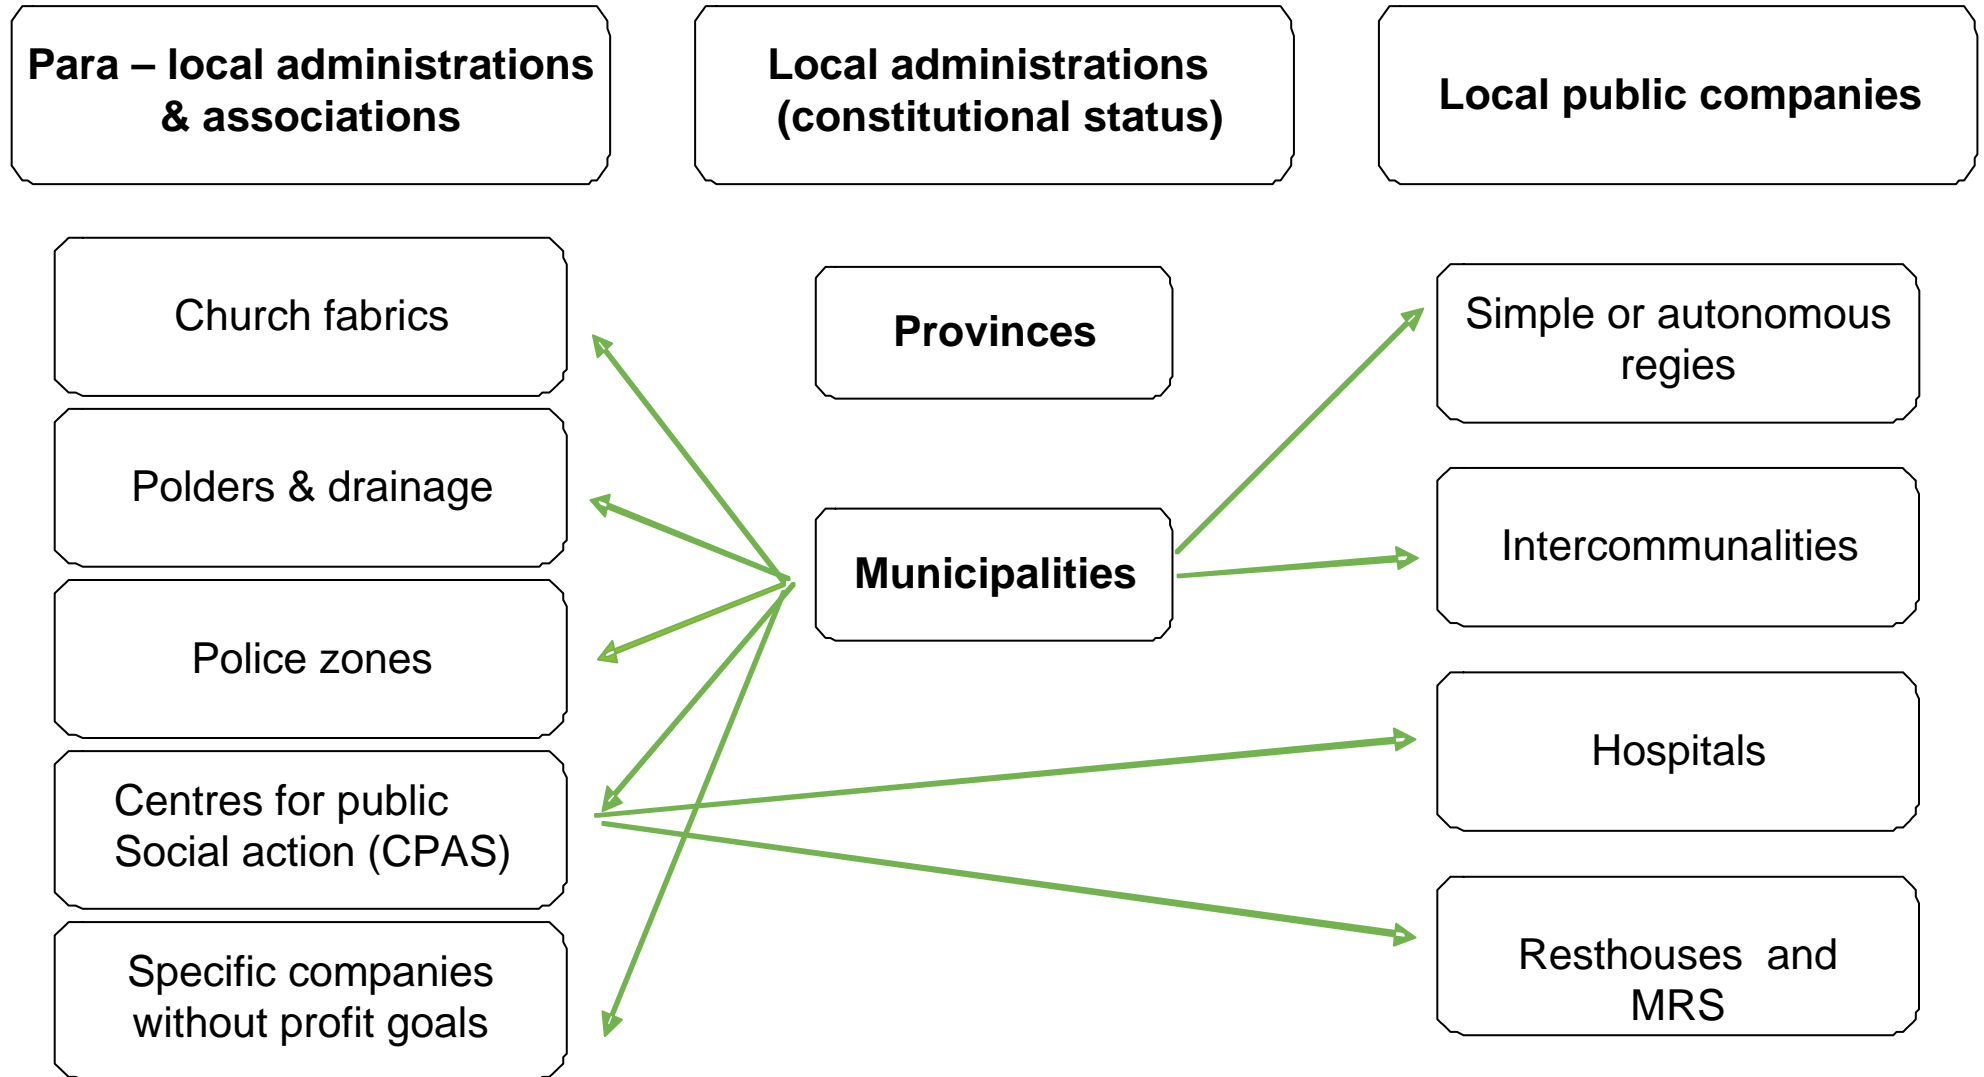 Para – local administrations
& associations
Local administrations
(constitutional status)
Local public companies
Church fabrics
Polders & drainage
Police zones
Centres for public
Social action (CPAS)
Specific companies
without profit goals
Provinces
Municipalities
Simple or autonomous
regies
Intercommunalities
Hospitals
Resthouses and
MRS